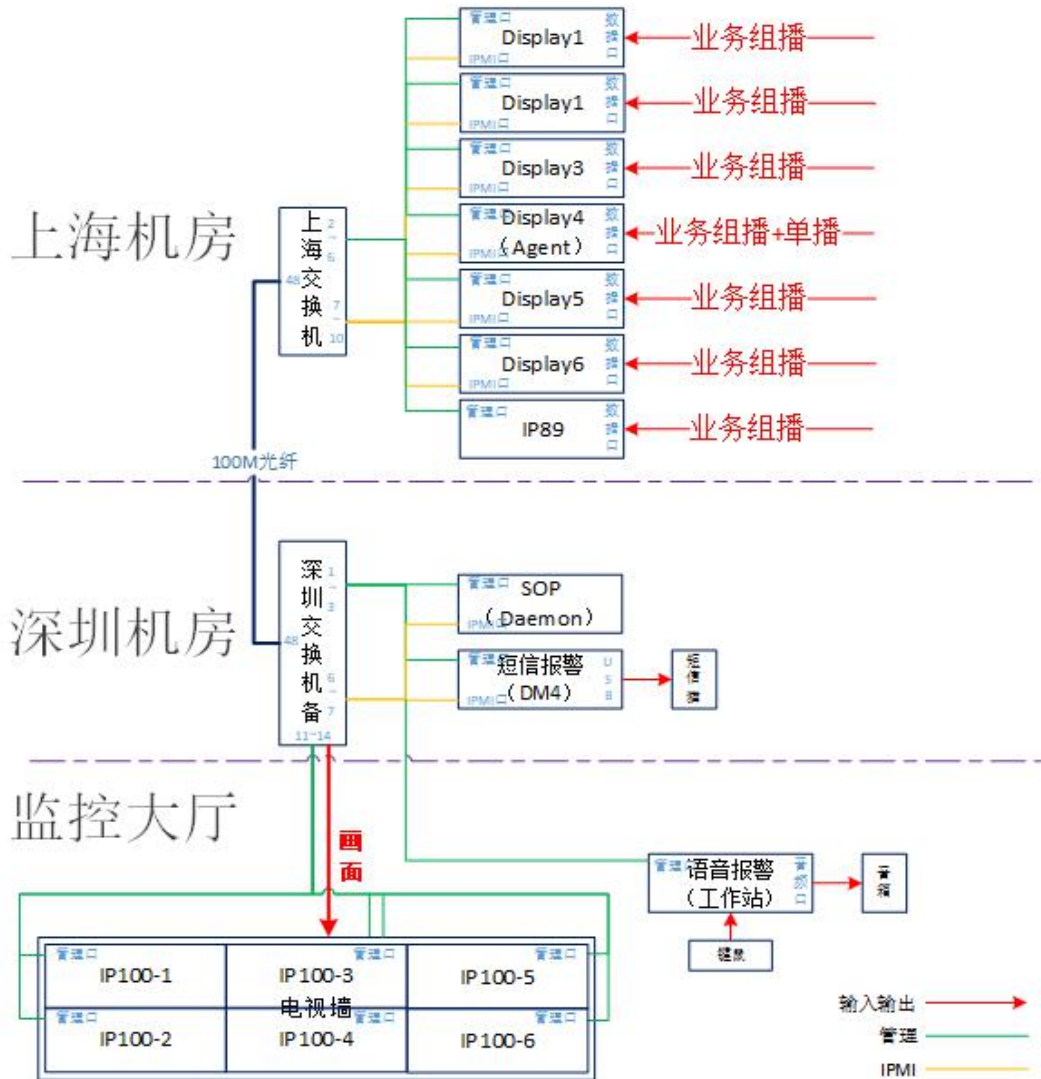 管理口
Display1
IPMI口
数据口
业务组播
管理口
Display1
IPMI口
数据口
业务组播
管理口
Display3
IPMI口
数据口
业务组播
管理口
Display4
（Agent）
IPMI口
数据口
业务组播+单播
管理口
Display5
IPMI口
数据口
业务组播
管理口
Display6
IPMI口
数据口
业务组播
管理口
IP89
数据口
业务组播
上海机房
上海交换机
2~6
48
7~10
100M光纤
深圳机房
深圳交换机备
1~3
48
6~7
11~14
管理口
SOP
（Daemon）
IPMI口
管理口
短信报警
（DM4）
IPMI口
USB
短信猫
监控大厅
画面
管理口
语音报警
（工作站）
音频口
音箱
键鼠
管理口
IP100-1
管理口
IP100-3
管理口
IP100-5
电视墙
管理口
IP100-2
管理口
IP100-4
管理口
IP100-6
输入输出
管理
IPMI